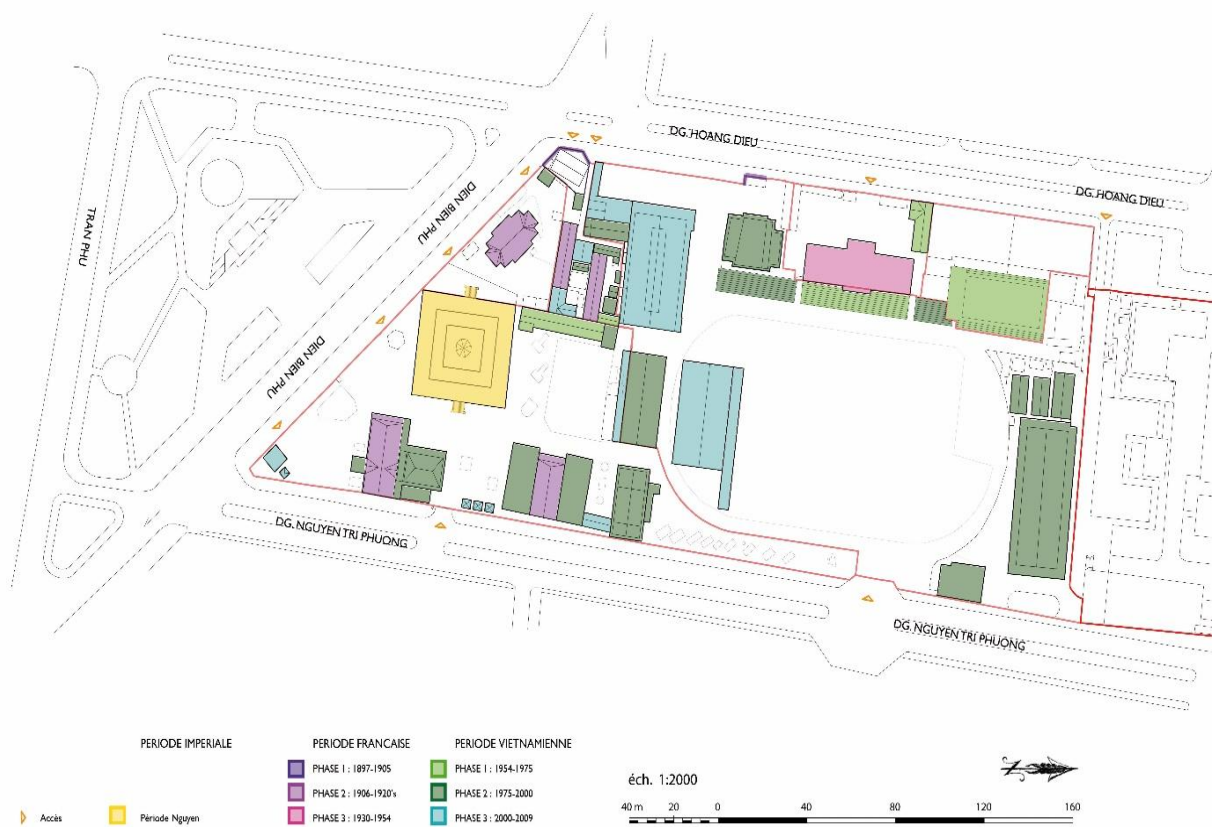 DG. HOANG DIEU
DG. HOANG DIEU
TRAN PHU
DIEN BIEN PHU
DIEN BIEN PHU
DG. NGUYEN TRI PHUONG
DG. NGUYEN TRI PHUONG
PERIODE IMPERIALE
PERIODE FRANCAISE
PERIODE VIETNAMIENNE
PHASE 1 : 1897-1905
PHASE 1 : 1954-1975
PHASE 2 : 1906-1920's
PHASE 2 : 1975-2000
Accès
Période Nguyen
PHASE 3 : 1930-1954
PHASE 3 : 2000-2009
éch. 1:2000
40 m 20 0 40 80 120 160